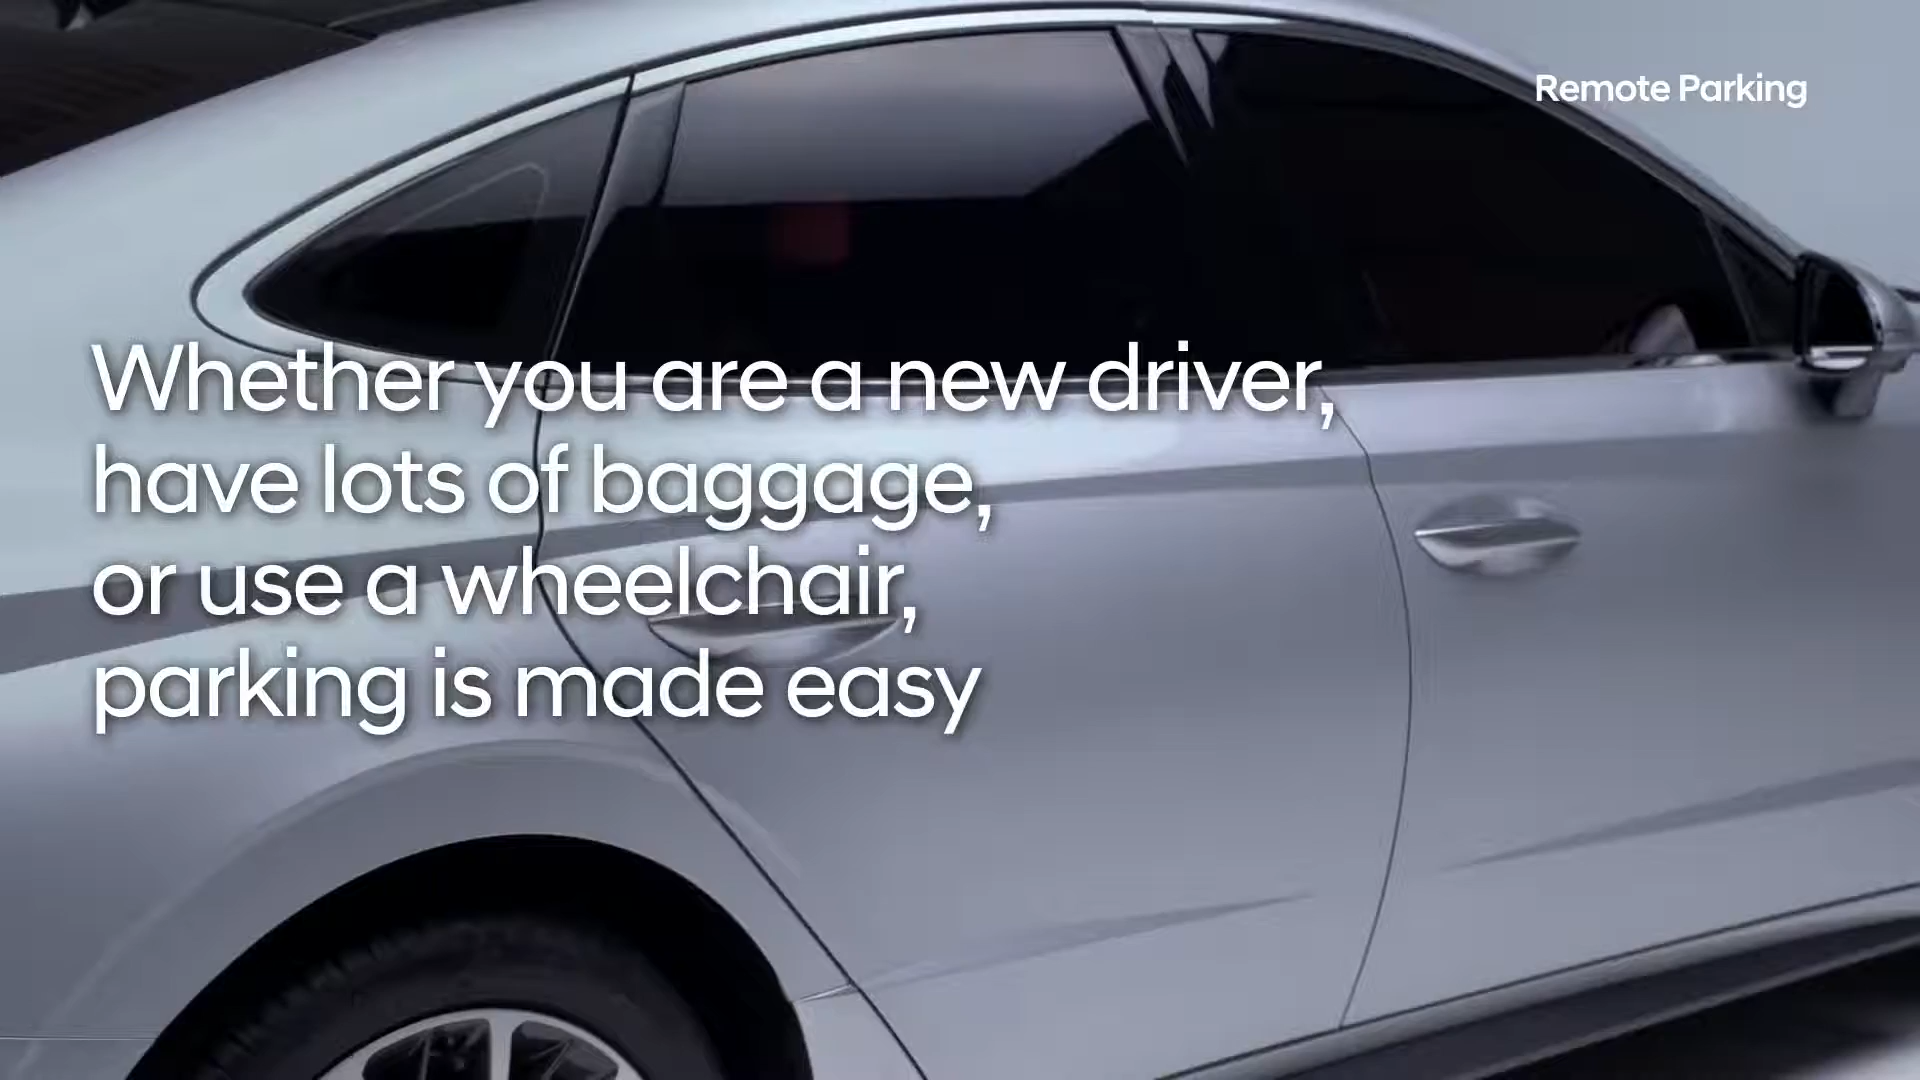 Remote Parking
Whether you are a new driver,
have lots of baggage,
or use a wheelchair,
parking is made easy